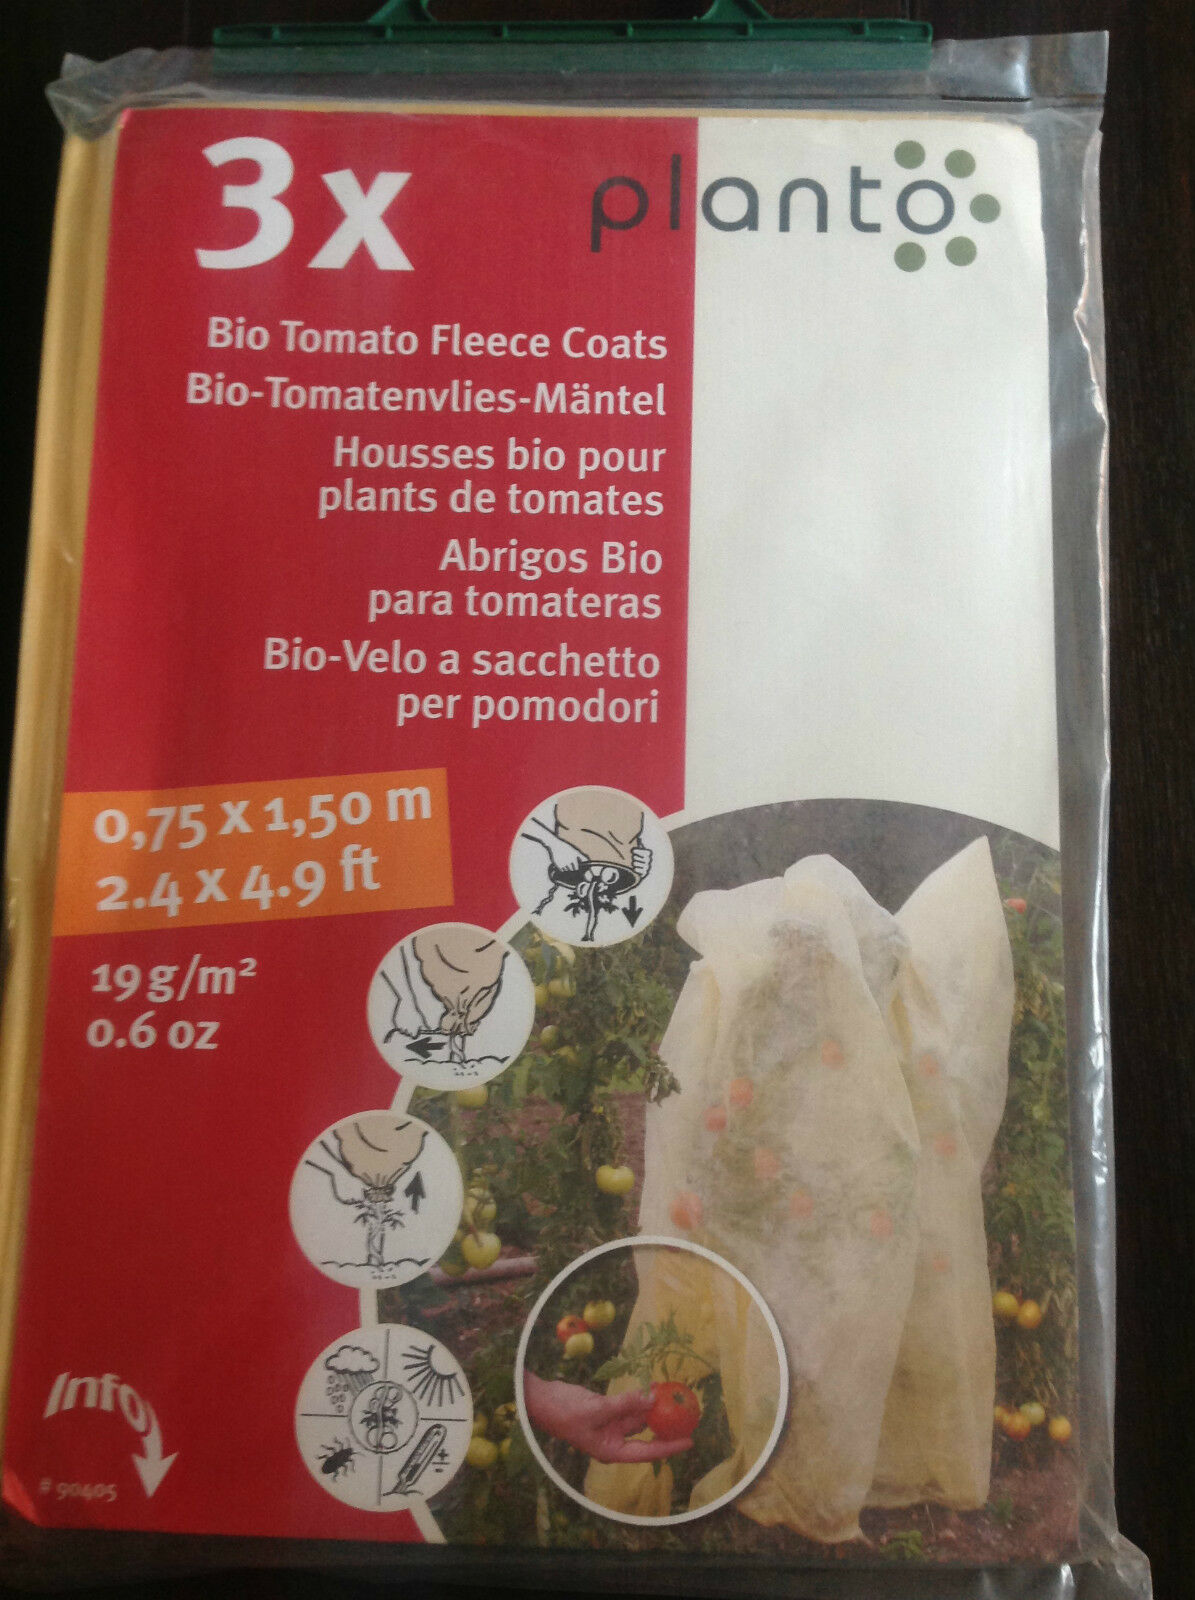 3x
planto
Bio Tomato Fleece Coats
Bio-Tomatenvlies-Mäntel
Housses bio pour
plants de tomates
Abrigos Bio
para tomateras
Bio-Velo a sacchetto
per pomodori
0,75 x 1,50 m
2.4 x 4.9 ft
19 g/m²
0.6 oz
Info
# 90405